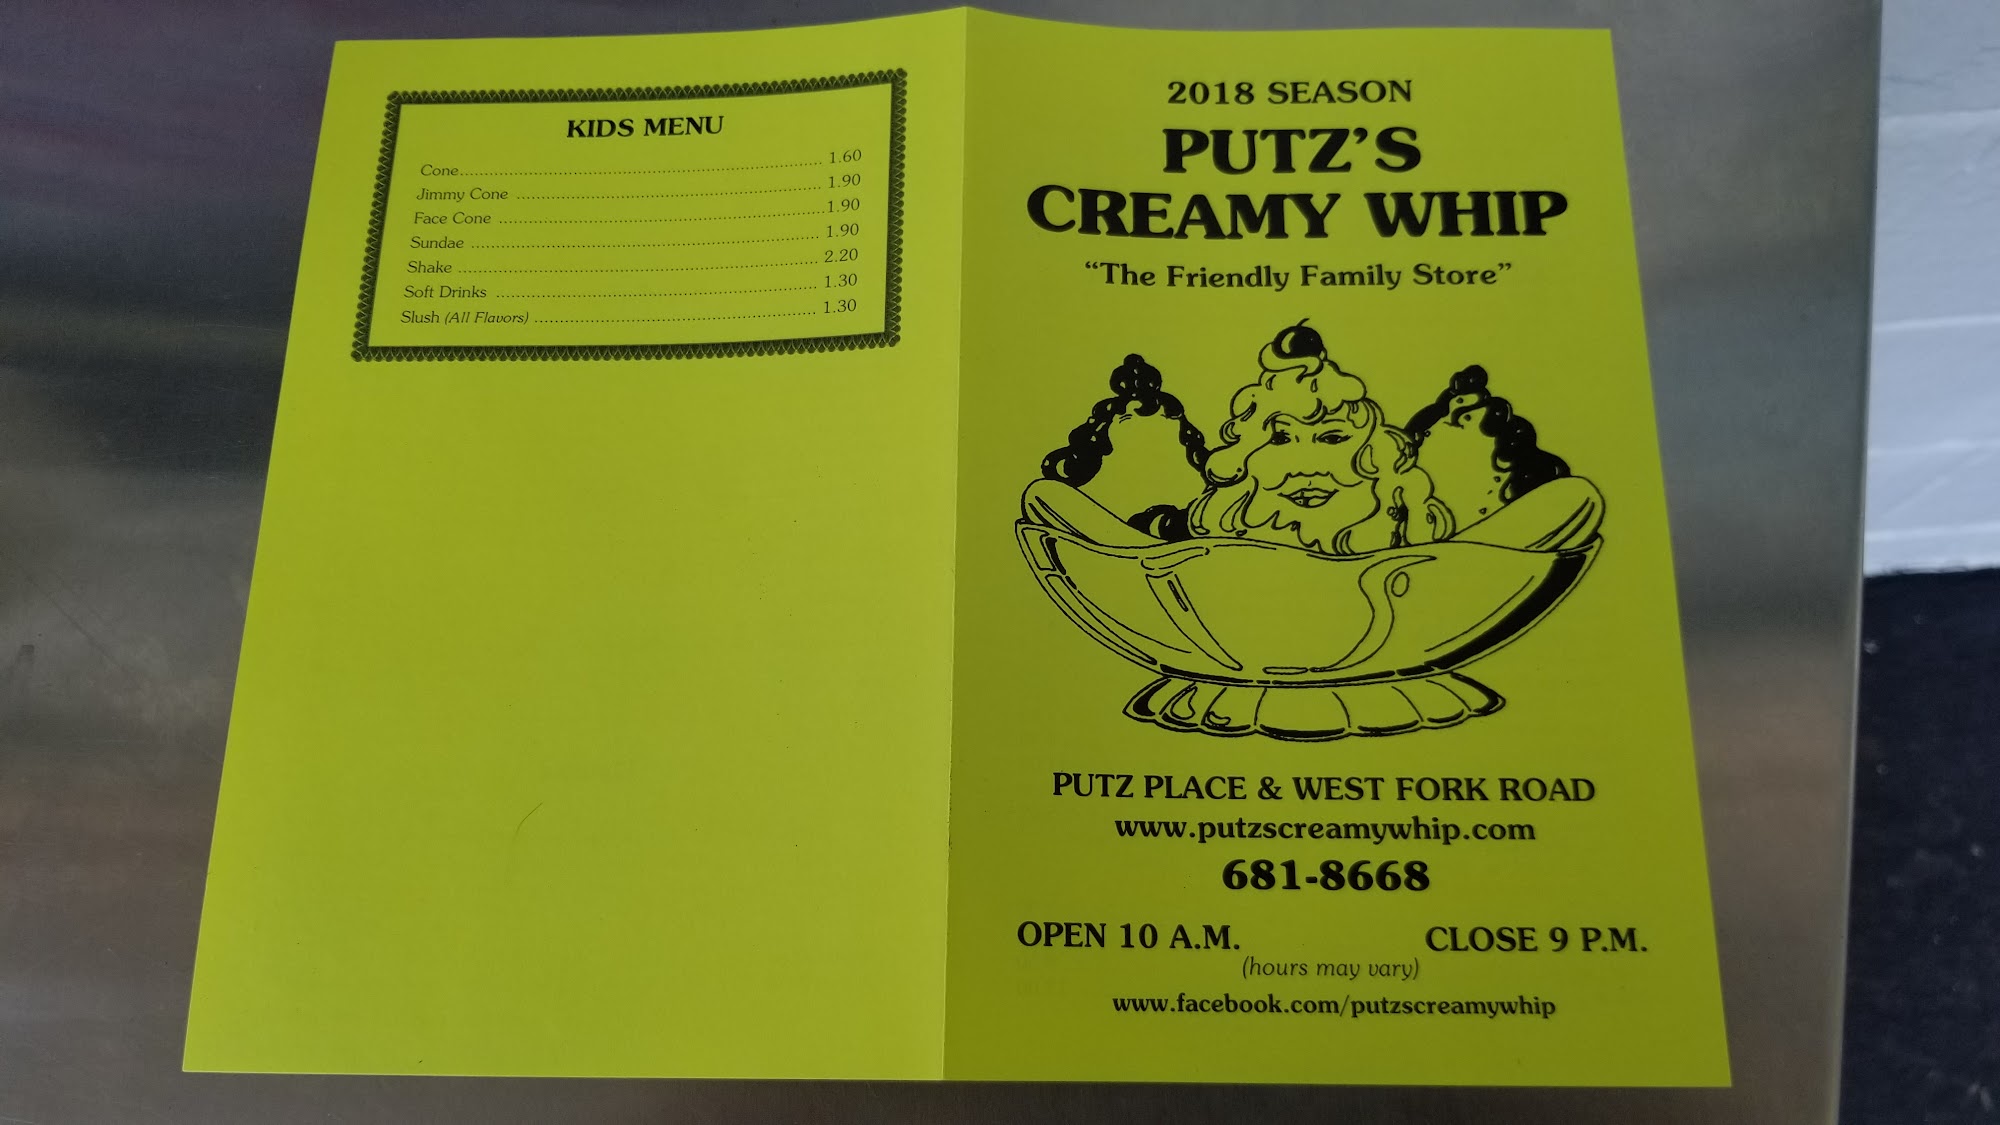 KIDS MENU
Cone 1.60
Jimmy Cone 1.90
Face Cone 1.90
Sundae 1.90
Shake 2.20
Soft Drinks 1.30
Slush (All Flavors) 1.30
2018 SEASON
PUTZ'S
CREAMY WHIP
“The Friendly Family Store”
PUTZ PLACE & WEST FORK ROAD
www.putzscreamywhip.com
681-8668
OPEN 10 A.M. CLOSE 9 P.M.
(hours may vary)
www.facebook.com/putzscreamywhip